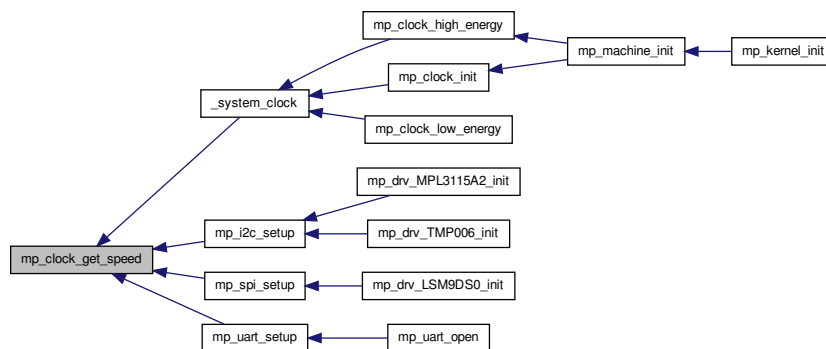 mp_clock_high_energy
mp_machine_init
mp_kernel_init
mp_clock_init
_system_clock
mp_clock_low_energy
mp_drv_MPL3115A2_init
mp_i2c_setup
mp_drv_TMP006_init
mp_clock_get_speed
mp_spi_setup
mp_drv_LSM9DS0_init
mp_uart_setup
mp_uart_open